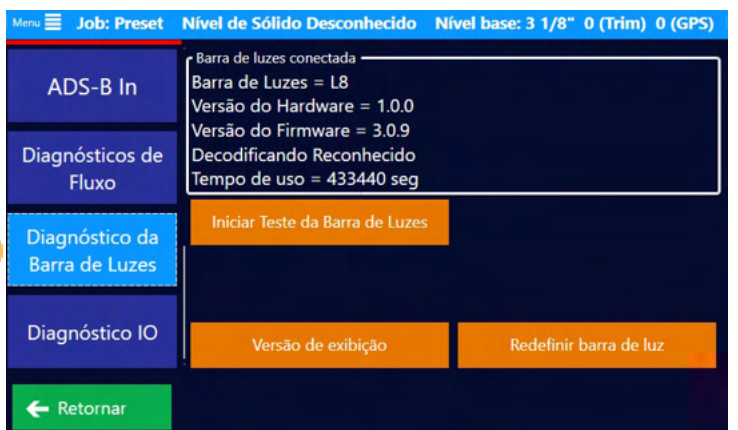 Menu Job: Preset Nível de Sólido Desconhecido Nível base: 3 1/8" 0 (Trim) 0 (GPS)
ADS-B In
Diagnósticos de
Fluxo
Diagnóstico da
Barra de Luzes
Diagnóstico IO
Retornar
Barra de luzes conectada
Barra de Luzes = L8
Versão do Hardware = 1.0.0
Versão do Firmware = 3.0.9
Decodificando Reconhecido
Tempo de uso = 433440 seg
Iniciar Teste da Barra de Luzes
Versão de exibição
Redefinir barra de luz